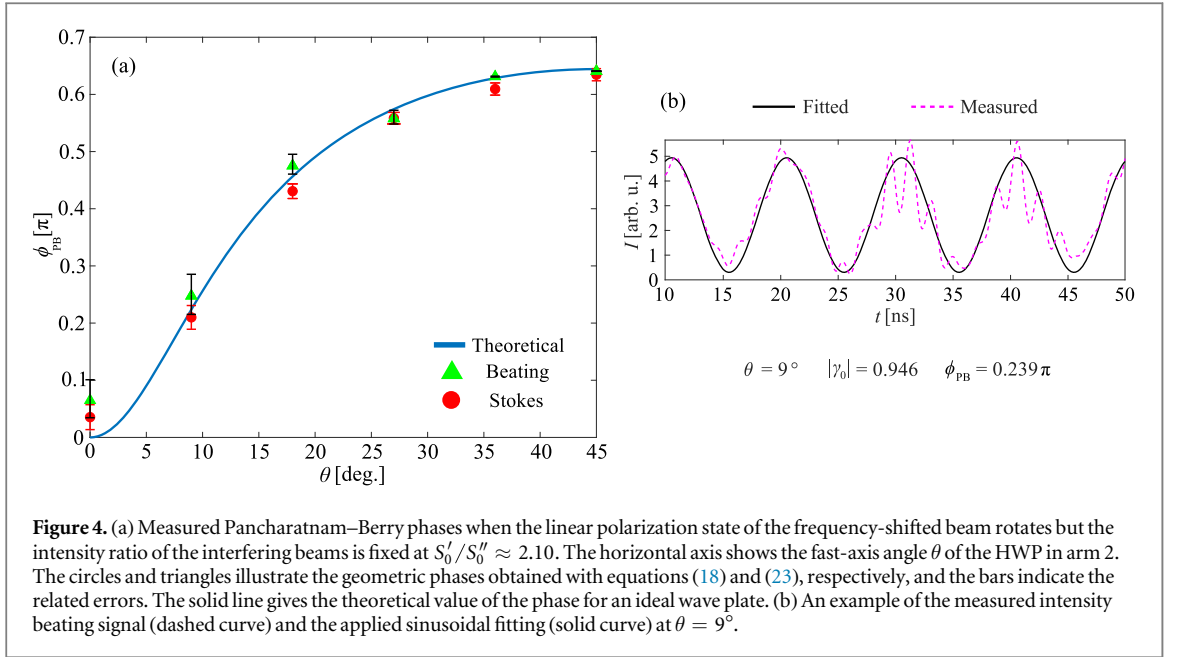 (a)
0.7
0.6
0.5
0.4
0.3
0.2
0.1
0
ϕ_PB [π]
Theoretical
Beating
Stokes
0 5 10 15 20 25 30 35 40 45
θ [deg.]
(b)
Fitted Measured
5
4
3
2
1
0
I [arb. u.]
10 15 20 25 30 35 40 45 50
t [ns]
θ = 9° |γ₀| = 0.946 ϕ_PB = 0.239 π
Figure 4. (a) Measured Pancharatnam–Berry phases when the linear polarization state of the frequency-shifted beam rotates but the
intensity ratio of the interfering beams is fixed at S₀′/S₀″ ≈ 2.10. The horizontal axis shows the fast-axis angle θ of the HWP in arm 2.
The circles and triangles illustrate the geometric phases obtained with equations (18) and (23), respectively, and the bars indicate the
related errors. The solid line gives the theoretical value of the phase for an ideal wave plate. (b) An example of the measured intensity
beating signal (dashed curve) and the applied sinusoidal fitting (solid curve) at θ = 9°.